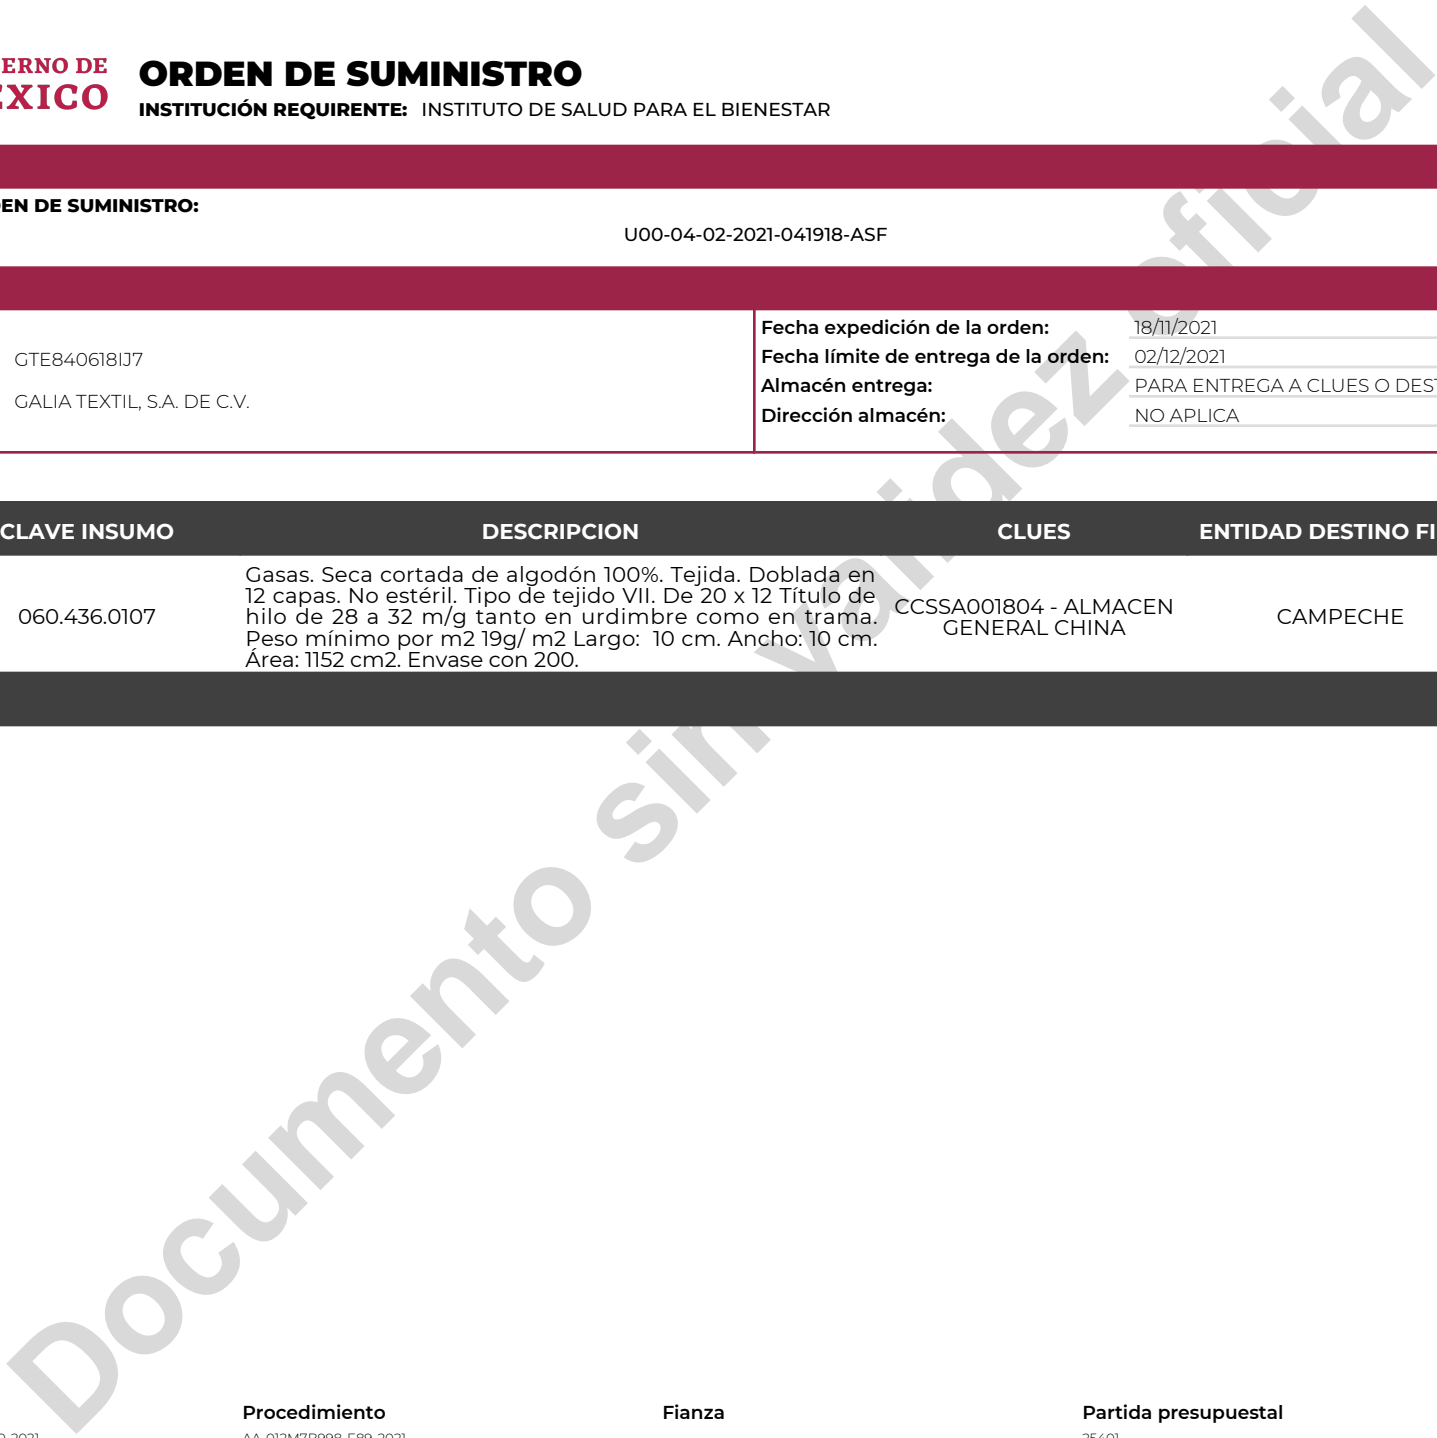 ERNO DE
EXICO
ORDEN DE SUMINISTRO
INSTITUCIÓN REQUIRENTE: INSTITUTO DE SALUD PARA EL BIENESTAR
EN DE SUMINISTRO:
U00-04-02-2021-041918-ASF
GTE840618IJ7
GALIA TEXTIL, S.A. DE C.V.
Fecha expedición de la orden: 18/11/2021
Fecha límite de entrega de la orden: 02/12/2021
Almacén entrega: PARA ENTREGA A CLUES O DEST
Dirección almacén: NO APLICA
CLAVE INSUMO DESCRIPCION CLUES ENTIDAD DESTINO FI
060.436.0107
Gasas. Seca cortada de algodón 100%. Tejida. Doblada en
12 capas. No estéril. Tipo de tejido VII. De 20 x 12 Título de
hilo de 28 a 32 m/g tanto en urdimbre como en trama.
Peso mínimo por m2 19g/ m2 Largo: 10 cm. Ancho: 10 cm.
Área: 1152 cm2. Envase con 200.
CCSSA001804 - ALMACEN
GENERAL CHINA
CAMPECHE
Documento sin validez oficial
Procedimiento Fianza Partida presupuestal